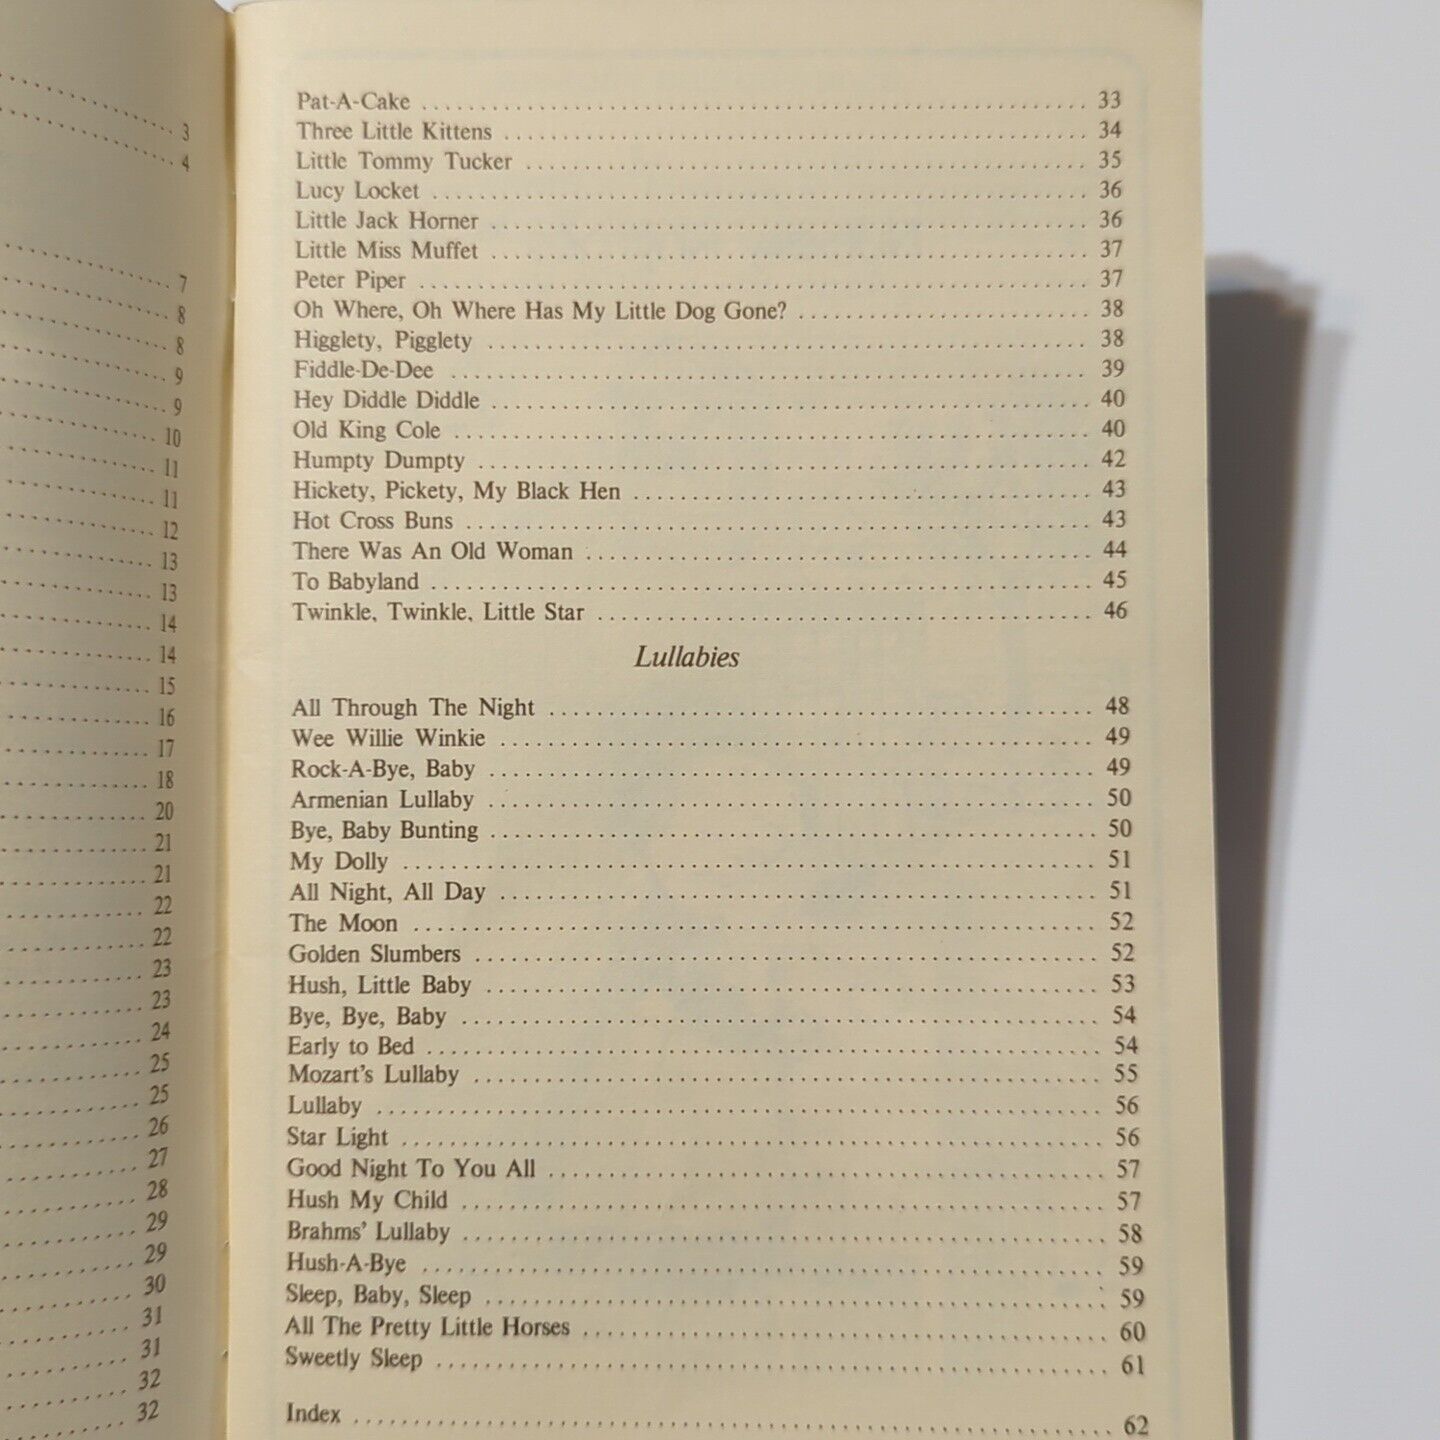 3
4
7
8
8
9
9
10
11
11
12
13
13
14
14
15
16
17
18
20
21
21
22
22
23
23
24
25
25
26
27
28
29
29
30
31
31
32
32
Pat-A-Cake 33
Three Little Kittens 34
Little Tommy Tucker 35
Lucy Locket 36
Little Jack Horner 36
Little Miss Muffet 37
Peter Piper 37
Oh Where, Oh Where Has My Little Dog Gone? 38
Higglety, Pigglety 38
Fiddle-De-Dee 39
Hey Diddle Diddle 40
Old King Cole 40
Humpty Dumpty 42
Hickety, Pickety, My Black Hen 43
Hot Cross Buns 43
There Was An Old Woman 44
To Babyland 45
Twinkle, Twinkle, Little Star 46
Lullabies
All Through The Night 48
Wee Willie Winkie 49
Rock-A-Bye, Baby 49
Armenian Lullaby 50
Bye, Baby Bunting 50
My Dolly 51
All Night, All Day 51
The Moon 52
Golden Slumbers 52
Hush, Little Baby 53
Bye, Bye, Baby 54
Early to Bed 54
Mozart's Lullaby 55
Lullaby 56
Star Light 56
Good Night To You All 57
Hush My Child 57
Brahms' Lullaby 58
Hush-A-Bye 59
Sleep, Baby, Sleep 59
All The Pretty Little Horses 60
Sweetly Sleep 61
Index 62